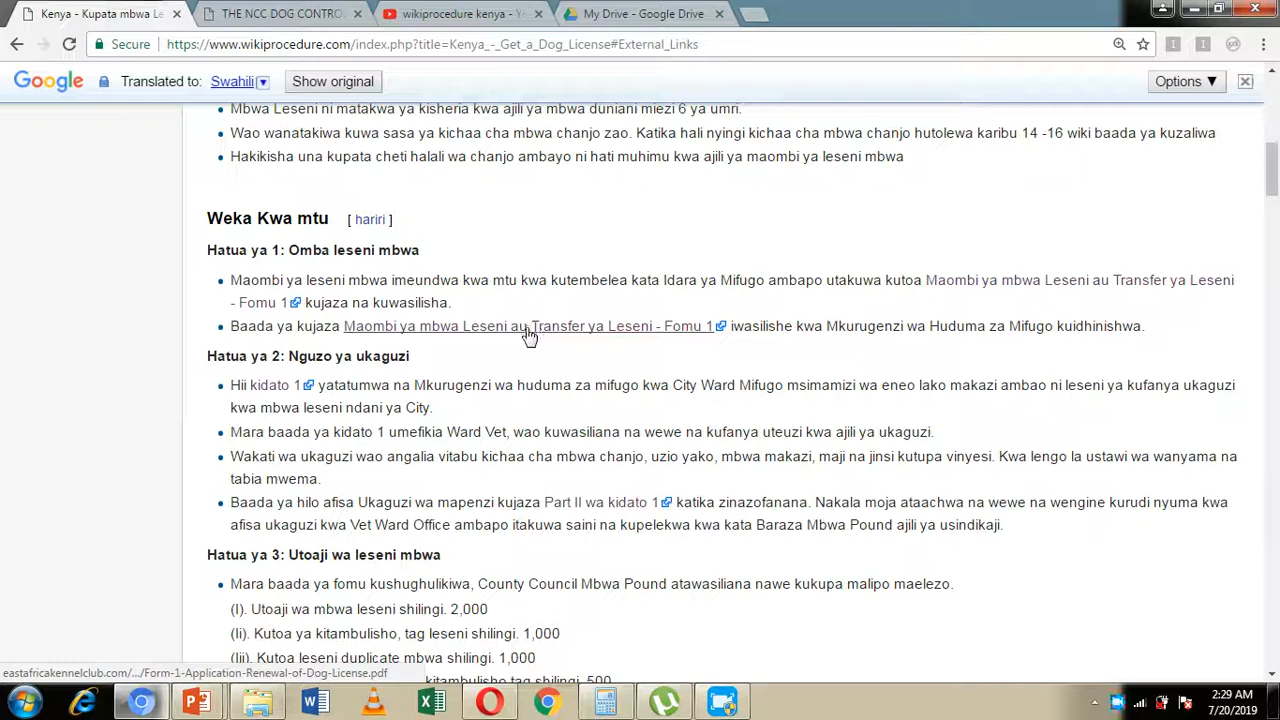 Kenya - Kupata mbwa Le
THE NCC DOG CONTRO
wikiprocedure kenya - Y
My Drive - Google Drive
Secure
https://www.wikiprocedure.com/index.php?title=Kenya_-_Get_a_Dog_License#External_Links
Google Translated to: Swahili Show original Options ▼
Mbwa Leseni ni matakwa ya kisheria kwa ajili ya mbwa duniani miezi 6 ya umri.
Wao wanatakiwa kuwa sasa ya kichaa cha mbwa chanjo zao. Katika hali nyingi kichaa cha mbwa chanjo hutolewa karibu 14 -16 wiki baada ya kuzaliwa
Hakikisha una kupata cheti halali wa chanjo ambayo ni hati muhimu kwa ajili ya maombi ya leseni mbwa
Weka Kwa mtu [ hariri ]
Hatua ya 1: Omba leseni mbwa
Maombi ya leseni mbwa imeundwa kwa mtu kwa kutembelea kata Idara ya Mifugo ambapo utakuwa kutoa Maombi ya mbwa Leseni au Transfer ya Leseni
- Fomu 1 kujaza na kuwasilisha.
Baada ya kujaza Maombi ya mbwa Leseni au Transfer ya Leseni - Fomu 1 iwasilishe kwa Mkurugenzi wa Huduma za Mifugo kuidhinishwa.
Hatua ya 2: Nguzo ya ukaguzi
Hii kidato 1 yatatumwa na Mkurugenzi wa huduma za mifugo kwa City Ward Mifugo msimamizi wa eneo lako makazi ambao ni leseni ya kufanya ukaguzi
kwa mbwa leseni ndani ya City.
Mara baada ya kidato 1 umefikia Ward Vet, wao kuwasiliana na wewe na kufanya uteuzi kwa ajili ya ukaguzi.
Wakati wa ukaguzi wao angalia vitabu kichaa cha mbwa chanjo, uzio yako, mbwa makazi, maji na jinsi kutupa vinyesi. Kwa lengo la ustawi wa wanyama na
tabia mwema.
Baada ya hilo afisa Ukaguzi wa mapenzi kujaza Part II wa kidato 1 katika zinazofanana. Nakala moja ataachwa na wewe na wengine kurudi nyuma kwa
afisa ukaguzi kwa Vet Ward Office ambapo itakuwa saini na kupelekwa kwa kata Baraza Mbwa Pound ajili ya usindikaji.
Hatua ya 3: Utoaji wa leseni mbwa
Mara baada ya fomu kushughulikiwa, County Council Mbwa Pound atawasiliana nawe kukupa malipo maelezo.
(I). Utoaji wa mbwa leseni shilingi. 2,000
(Ii). Kutoa ya kitambulisho, tag leseni shilingi. 1,000
(Iii). Kutoa leseni duplicate mbwa shilingi. 1,000
kitambulisho tag shilingi. 500
eastafricakennelclub.com/.../Form-1-Application-Renewal-of-Dog-License.pdf
2:29 AM
7/20/2019